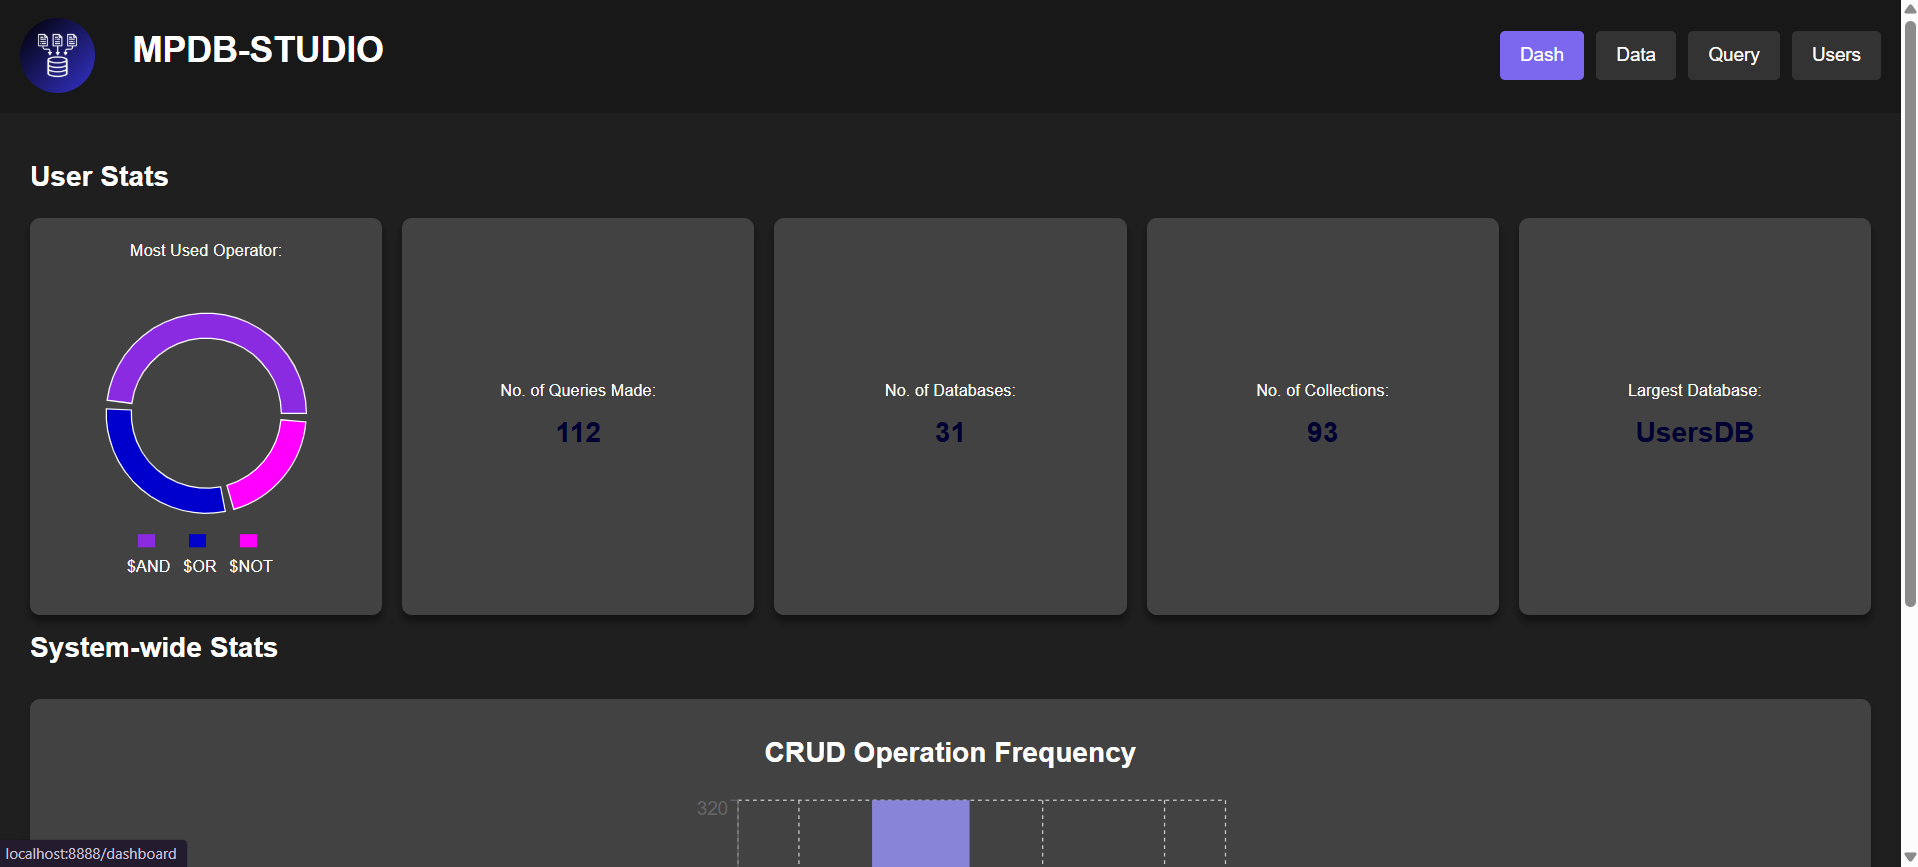 MPDB-STUDIO
Dash Data Query Users
User Stats
Most Used Operator:
$AND $OR $NOT
No. of Queries Made:
112
No. of Databases:
31
No. of Collections:
93
Largest Database:
UsersDB
System-wide Stats
CRUD Operation Frequency
320
localhost:8888/dashboard